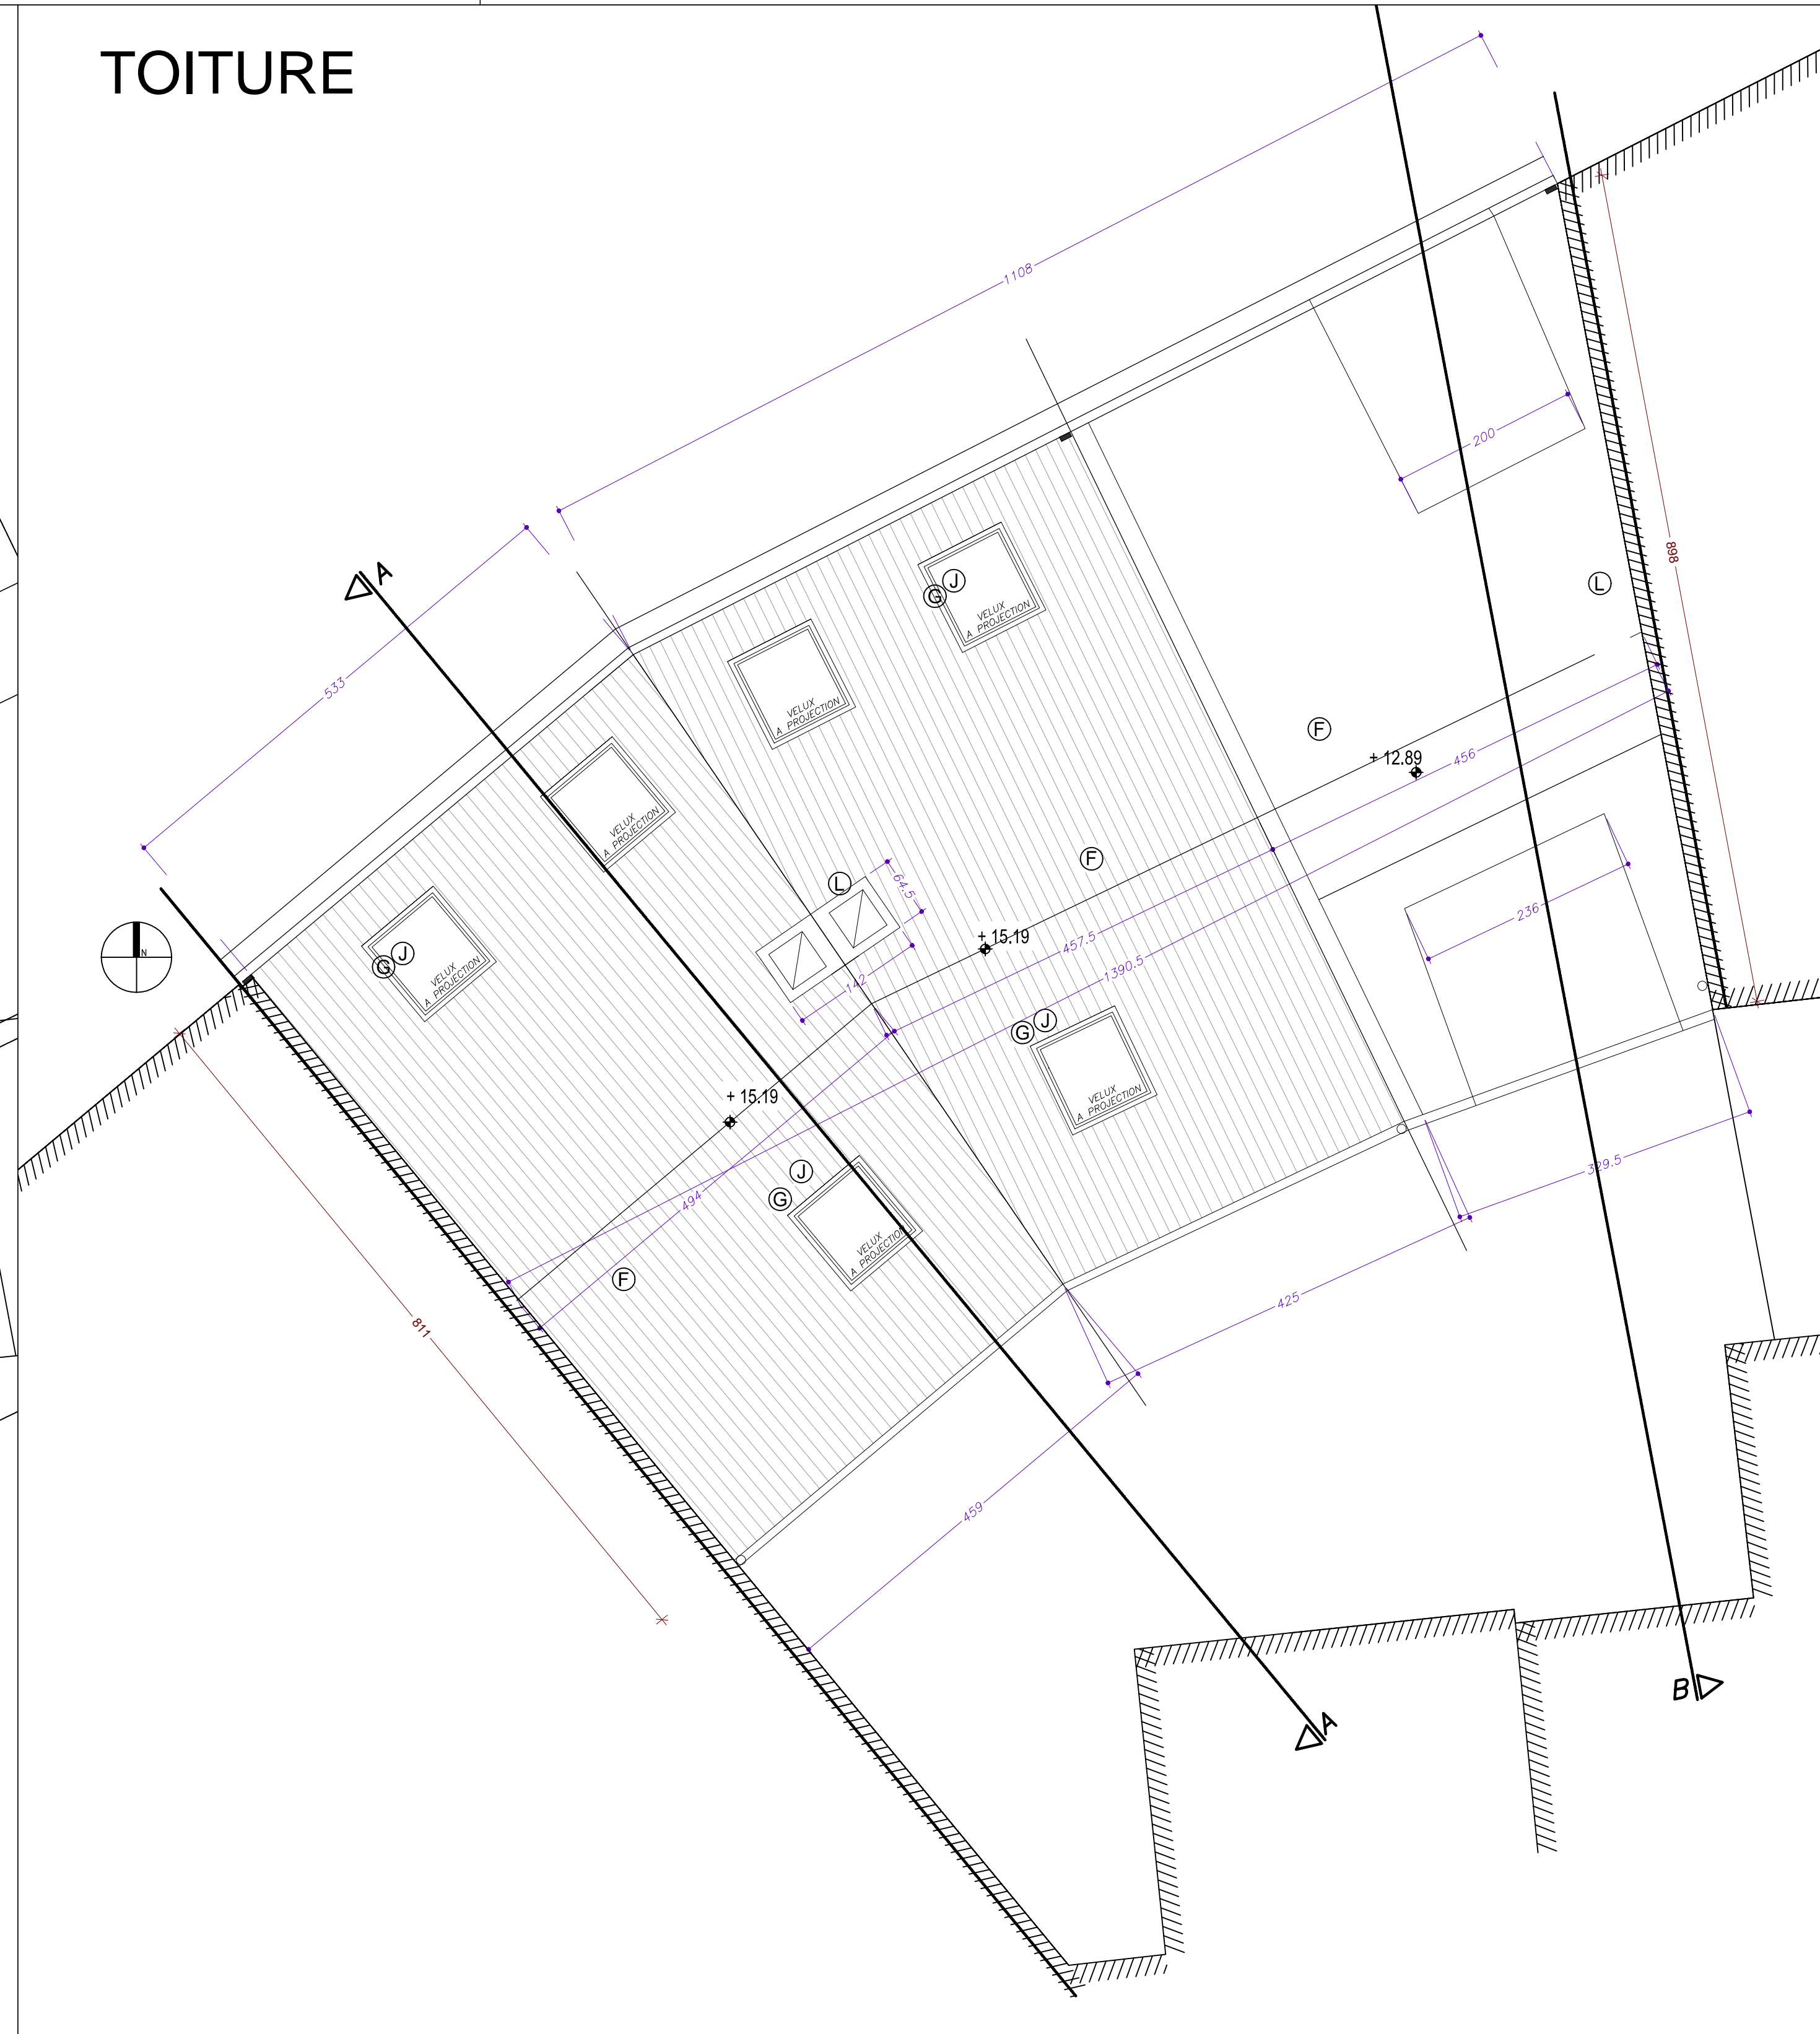 TOITURE
1108
200
A
J
G
VELUX
A PROJECTION
898
L
533
VELUX
A PROJECTION
F
+ 12.89
456
VELUX
A PROJECTION
F
L
64.5
236
+ 15.19
457.5
1390.5
142
N
J
G
VELUX
A PROJECTION
J
G
VELUX
A PROJECTION
+ 15.19
329.5
J
G
494
VELUX
A PROJECTION
F
425
811
459
B
A